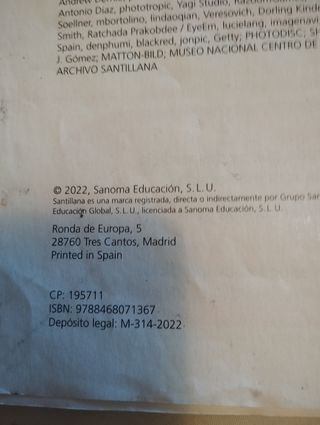 Antonio Díaz, phototropic, Yagi Studio,
Soellner, mbortolino, lindaoqian, Veresovich, Dorling Kinde
Smith, Ratchada Prakobdee / EyeEm, lucielang, imagenavi
Spain, denphumi, blackred, jonpic, Getty; PHOTODISC;
J. Gómez; MATTON-BILD; MUSEO NACIONAL CENTRO DE
ARCHIVO SANTILLANA
© 2022, Sanoma Educación, S. L. U.
Santillana es una marca registrada, directa o indirectamente por Grupo San
Educación Global, S. L. U., licenciada a Sanoma Educación, S. L. U.
Ronda de Europa, 5
28760 Tres Cantos, Madrid
Printed in Spain
CP: 195711
ISBN: 9788468071367
Depósito legal: M-314-2022